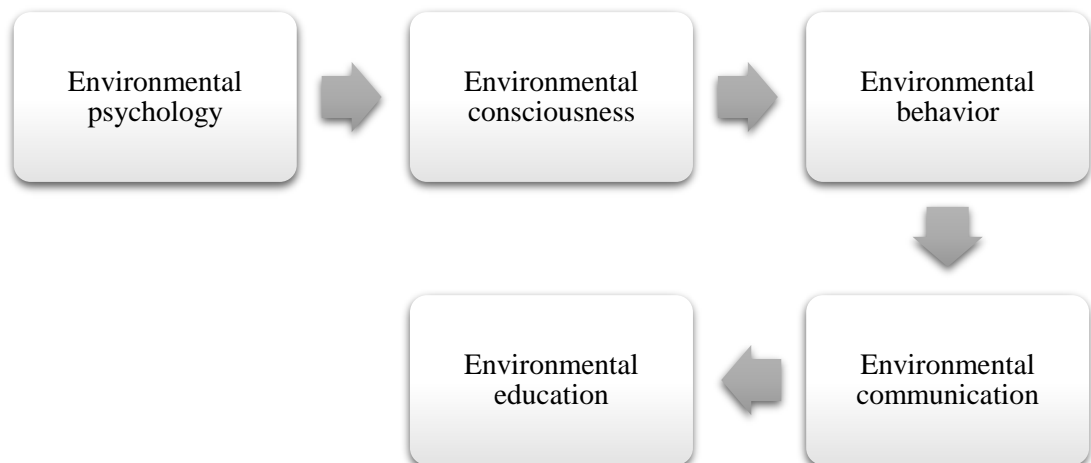 Environmental
psychology
Environmental
consciousness
Environmental
behavior
Environmental
communication
Environmental
education